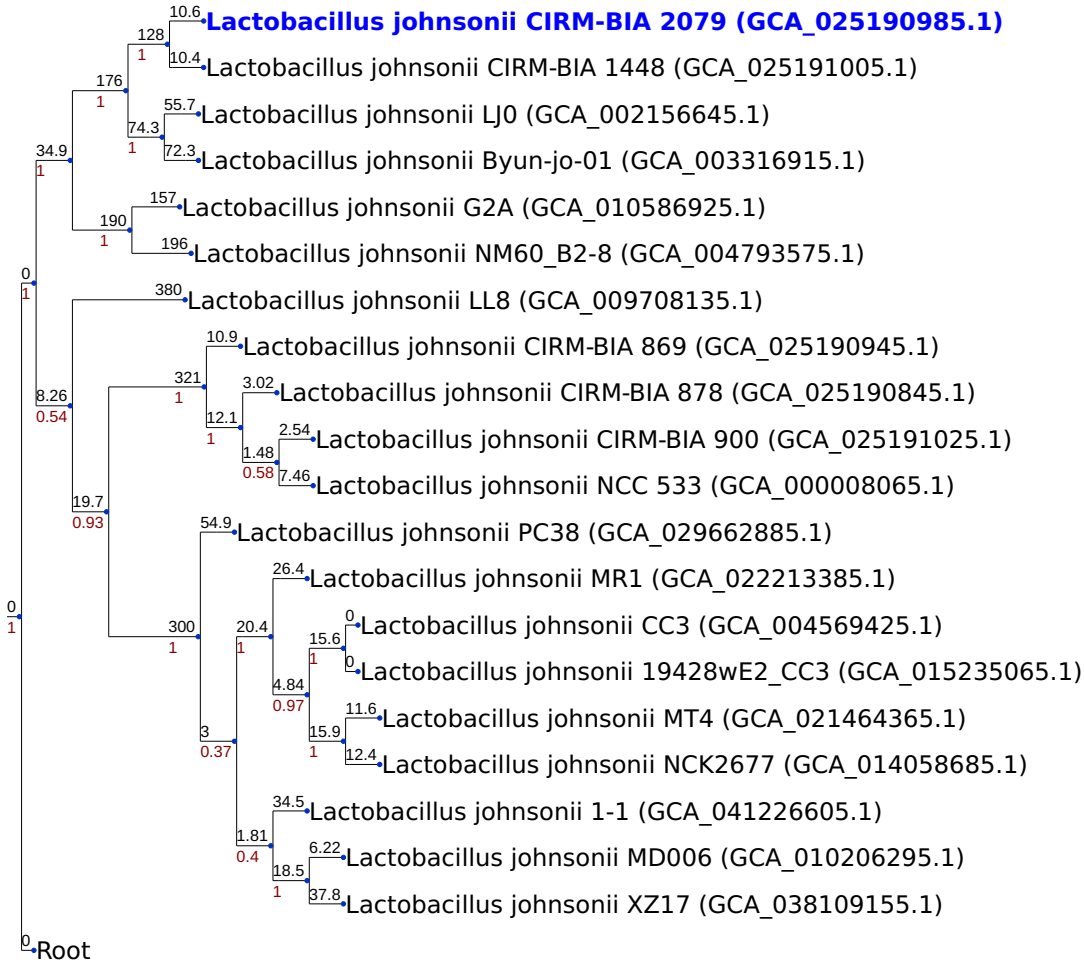 10.6 Lactobacillus johnsonii CIRM-BIA 2079 (GCA_025190985.1)
128
1
10.4 Lactobacillus johnsonii CIRM-BIA 1448 (GCA_025191005.1)
176
1
55.7 Lactobacillus johnsonii LJ0 (GCA_002156645.1)
74.3
1
72.3 Lactobacillus johnsonii Byun-jo-01 (GCA_003316915.1)
34.9
1
157 Lactobacillus johnsonii G2A (GCA_010586925.1)
190
1
196 Lactobacillus johnsonii NM60_B2-8 (GCA_004793575.1)
0
1
380 Lactobacillus johnsonii LL8 (GCA_009708135.1)
10.9 Lactobacillus johnsonii CIRM-BIA 869 (GCA_025190945.1)
321
1
3.02 Lactobacillus johnsonii CIRM-BIA 878 (GCA_025190845.1)
8.26
0.54
12.1
1
2.54 Lactobacillus johnsonii CIRM-BIA 900 (GCA_025191025.1)
1.48
0.58
7.46 Lactobacillus johnsonii NCC 533 (GCA_000008065.1)
19.7
0.93
54.9 Lactobacillus johnsonii PC38 (GCA_029662885.1)
26.4 Lactobacillus johnsonii MR1 (GCA_022213385.1)
0
1
300
1
20.4
1
0 Lactobacillus johnsonii CC3 (GCA_004569425.1)
15.6
1
0 Lactobacillus johnsonii 19428wE2_CC3 (GCA_015235065.1)
4.84
0.97
11.6 Lactobacillus johnsonii MT4 (GCA_021464365.1)
3
0.37
15.9
1
12.4 Lactobacillus johnsonii NCK2677 (GCA_014058685.1)
34.5 Lactobacillus johnsonii 1-1 (GCA_041226605.1)
1.81
0.4
6.22 Lactobacillus johnsonii MD006 (GCA_010206295.1)
18.5
1
37.8 Lactobacillus johnsonii XZ17 (GCA_038109155.1)
0 Root